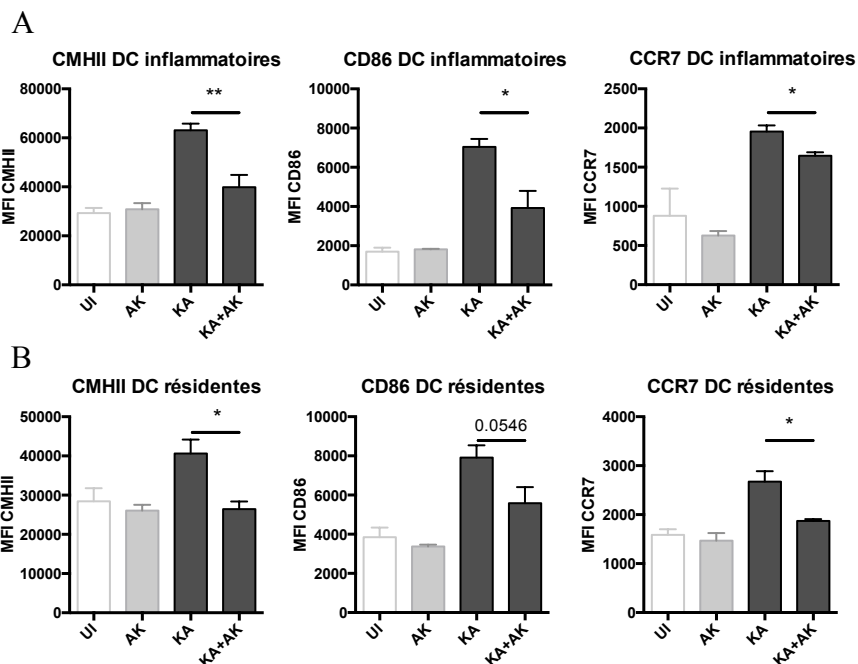 A
CMHII DC inflammatoires
MFI CMHII
80000
60000
40000
20000
0
**
UI
AK
KA
KA+AK
CD86 DC inflammatoires
MFI CD86
10000
8000
6000
4000
2000
0
*
UI
AK
KA
KA+AK
CCR7 DC inflammatoires
MFI CCR7
2500
2000
1500
1000
500
0
*
UI
AK
KA
KA+AK
B
CMHII DC résidentes
MFI CMHII
50000
40000
30000
20000
10000
0
*
UI
AK
KA
KA+AK
CD86 DC résidentes
MFI CD86
10000
8000
6000
4000
2000
0
0.0546
UI
AK
KA
KA+AK
CCR7 DC résidentes
MFI CCR7
4000
3000
2000
1000
0
*
UI
AK
KA
KA+AK